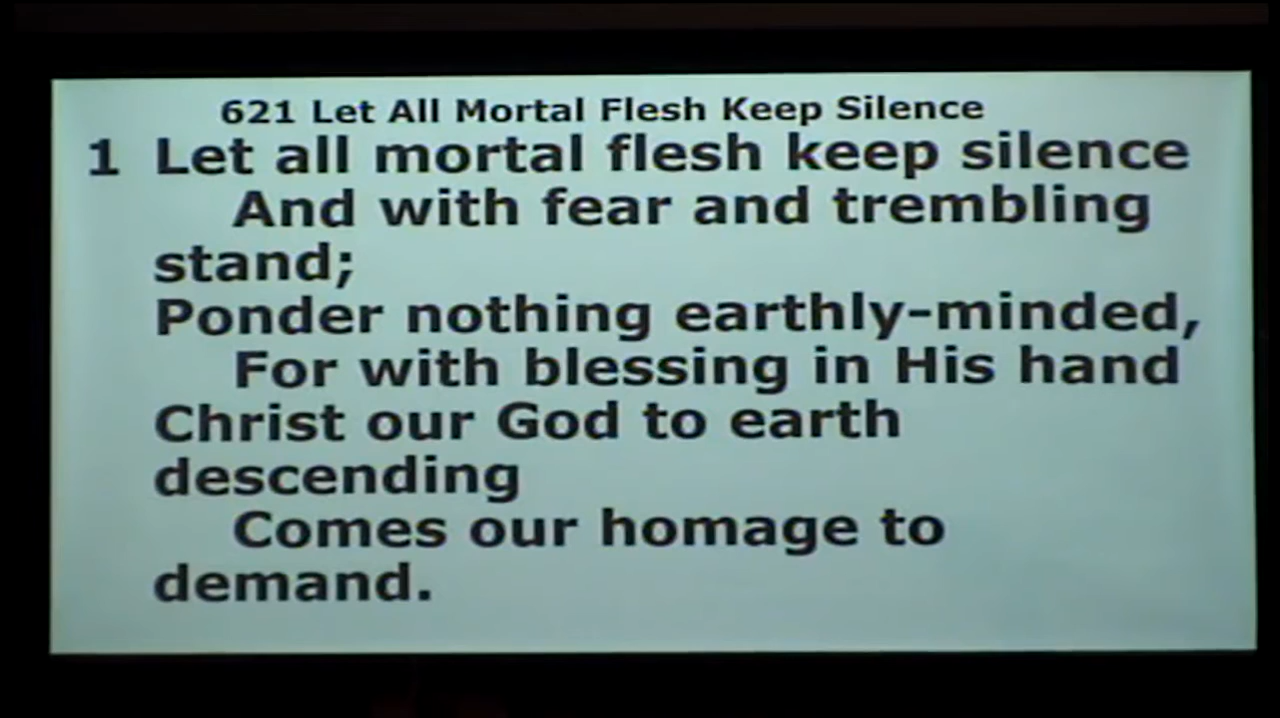 621 Let All Mortal Flesh Keep Silence
1 Let all mortal flesh keep silence
And with fear and trembling
stand;
Ponder nothing earthly-minded,
For with blessing in His hand
Christ our God to earth
descending
Comes our homage to
demand.